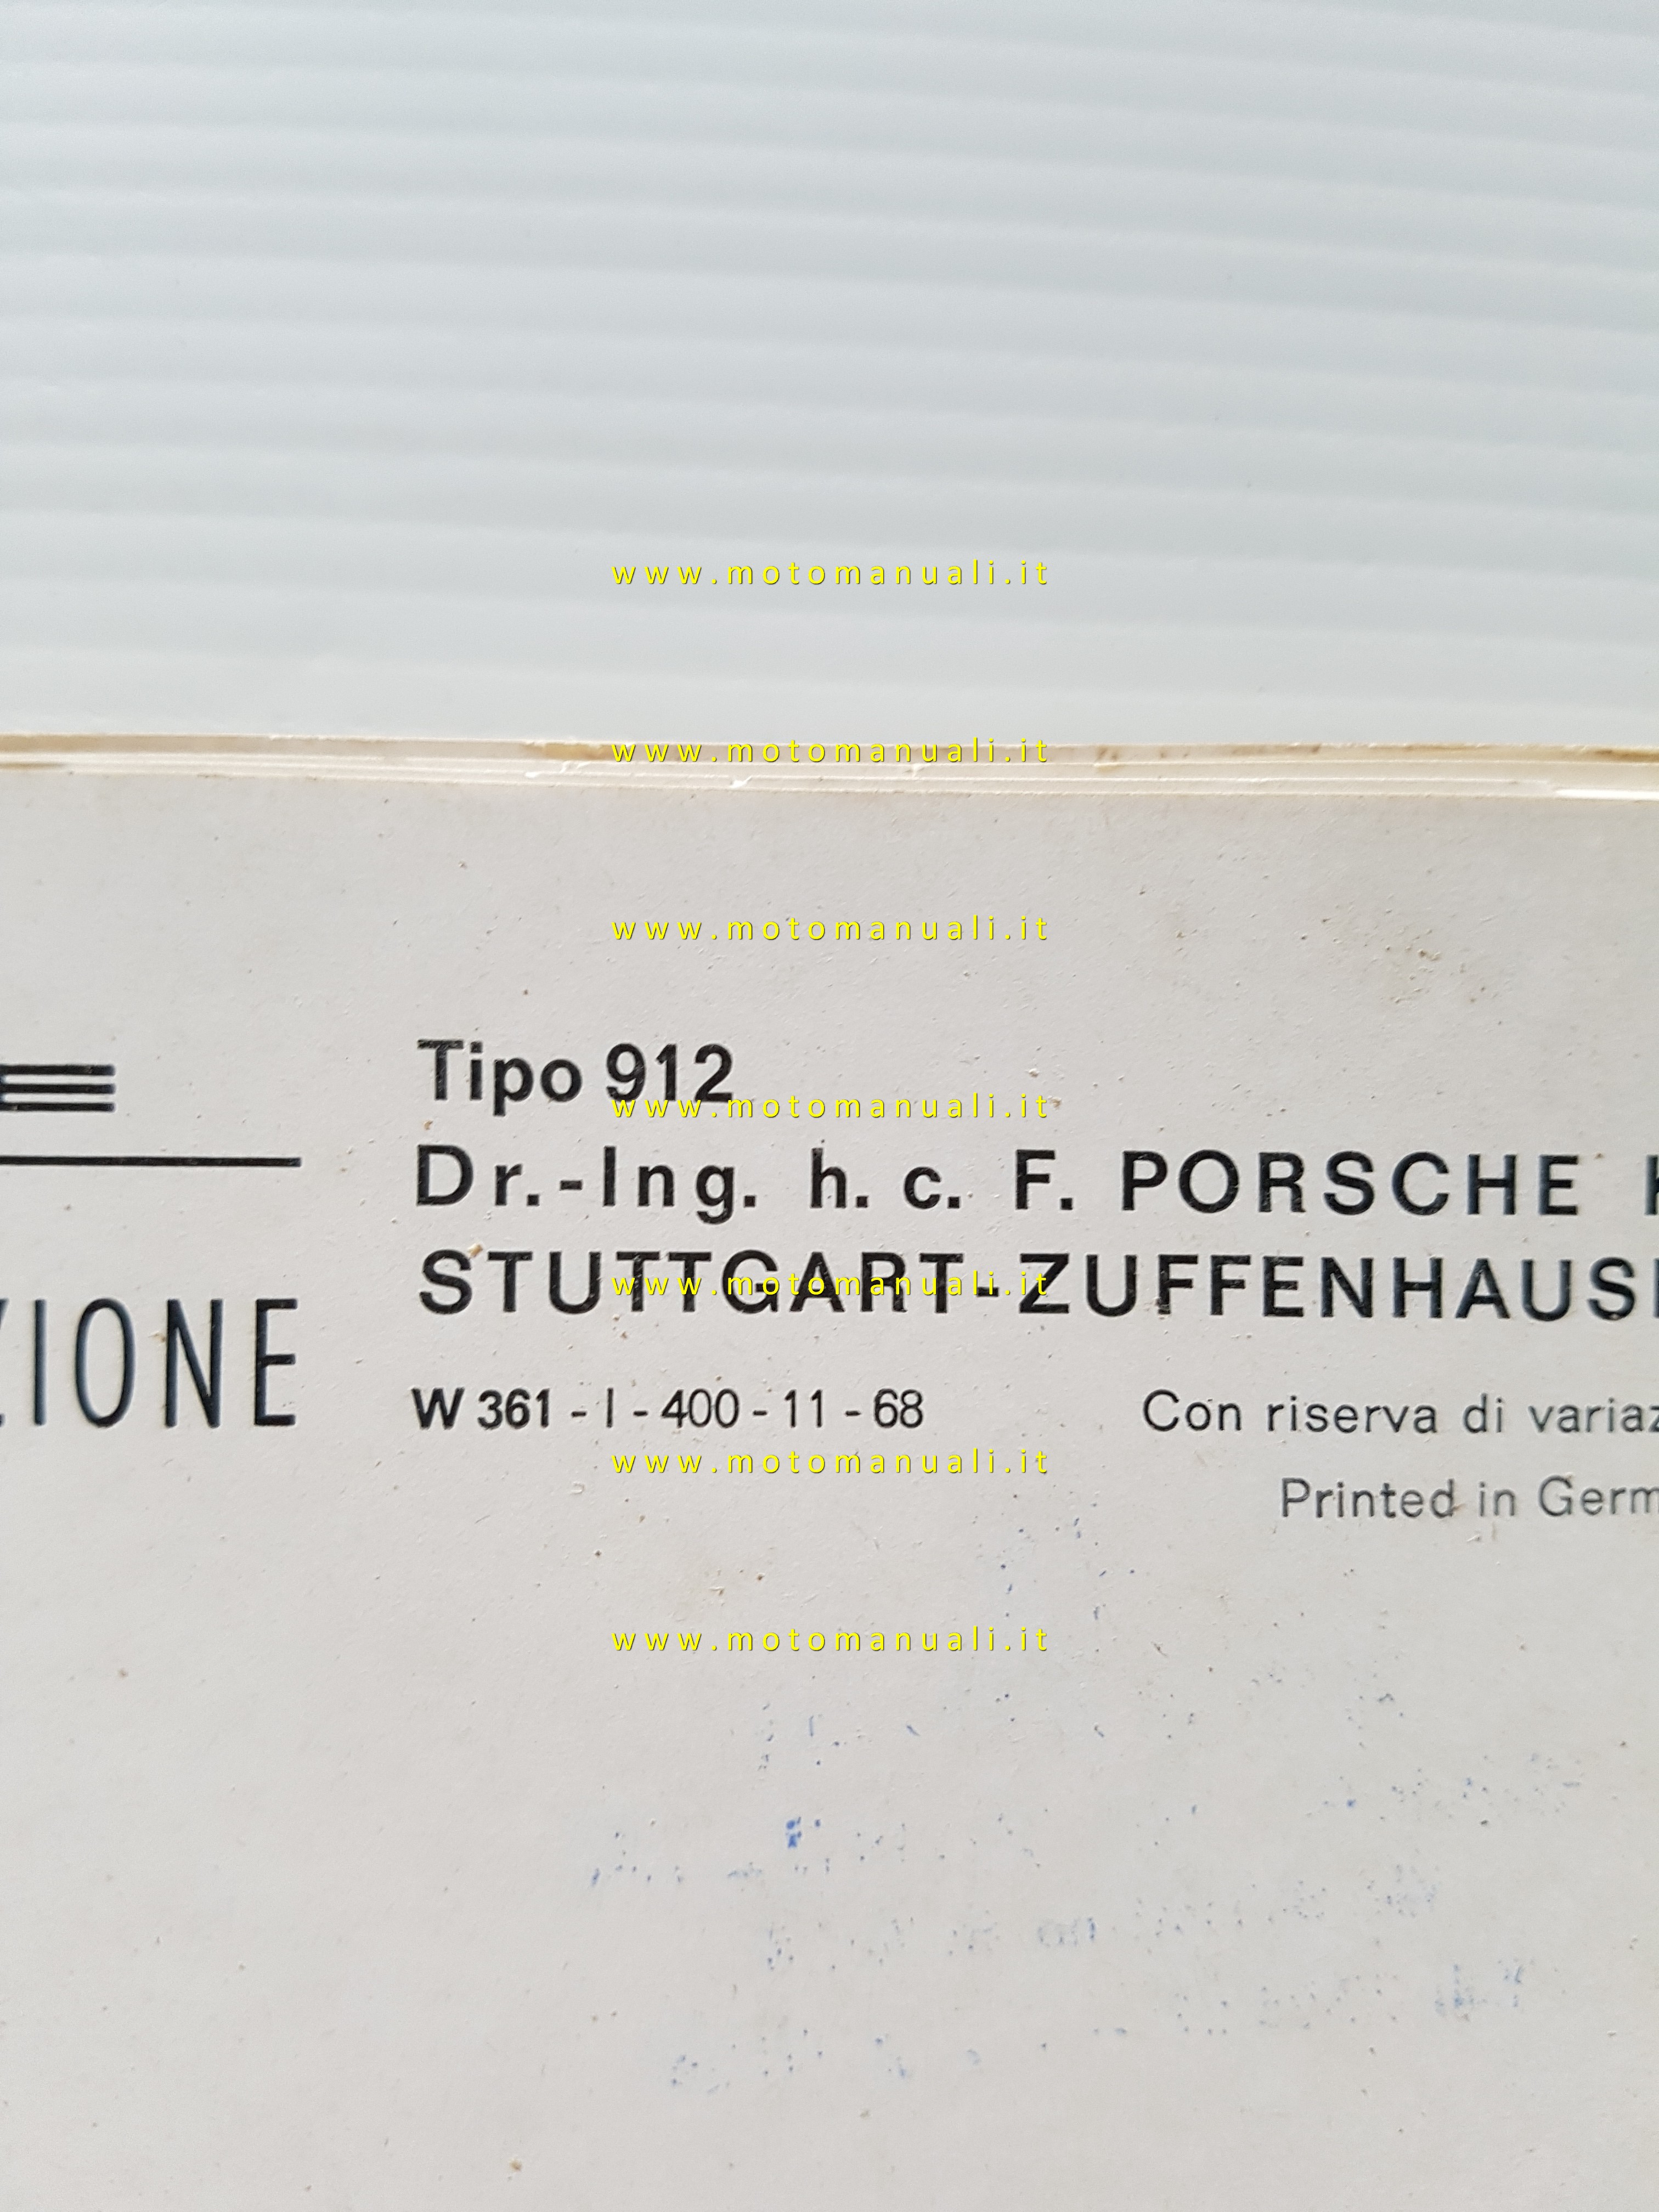 www.motomanuali.it
www.motomanuali.it
www.motomanuali.it
Tipo 912
www.motomanuali.it
Dr.-Ing. h. c. F. PORSCHE
STUTTGART-ZUFFENHAUS
www.motomanuali.it
ZIONE
W 361 - I - 400 - 11 - 68 Con riserva di variaz
www.motomanuali.it
Printed in Germ
www.motomanuali.it